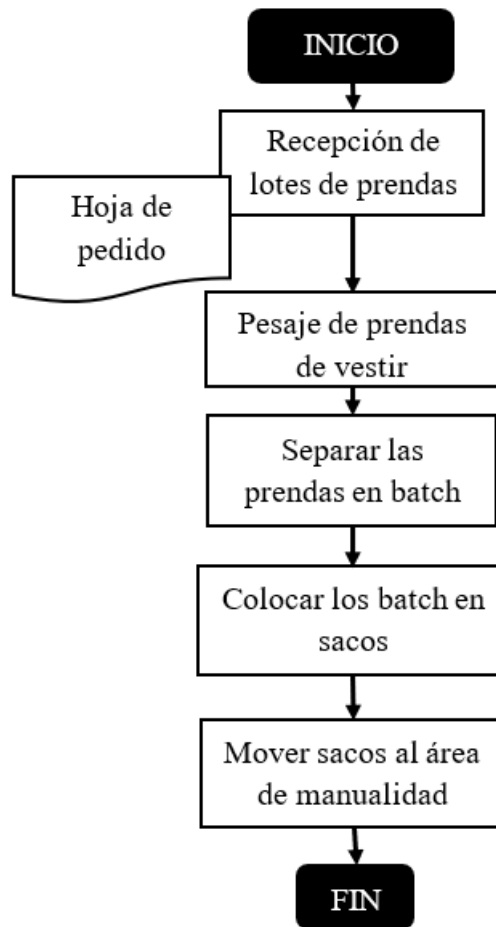 INICIO
Recepción de
lotes de prendas
Hoja de
pedido
Pesaje de prendas
de vestir
Separar las
prendas en batch
Colocar los batch en
sacos
Mover sacos al área
de manualidad
FIN